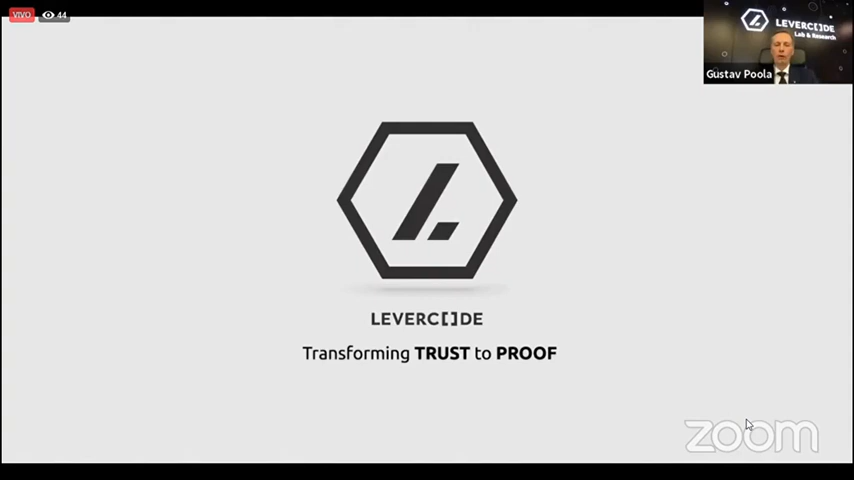 VIVO 44
LEVERC[]DE
Lab & Research
Gustav Poola
LEVERC[]DE
Transforming TRUST to PROOF
zoom